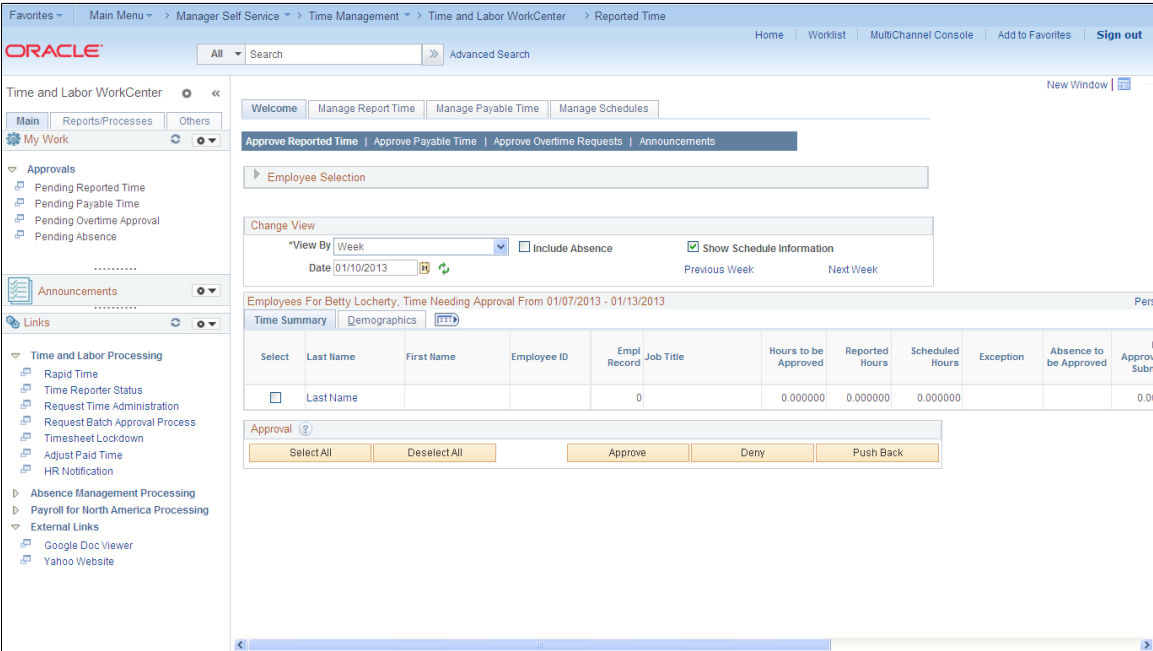 Favorites Main Menu > Manager Self Service > Time Management > Time and Labor WorkCenter > Reported Time
Home Worklist MultiChannel Console Add to Favorites Sign out
ORACLE All Search Advanced Search
New Window
Time and Labor WorkCenter
Main Reports/Processes Others
My Work
Approvals
Pending Reported Time
Pending Payable Time
Pending Overtime Approval
Pending Absence
Announcements
Links
Time and Labor Processing
Rapid Time
Time Reporter Status
Request Time Administration
Request Batch Approval Process
Timesheet Lockdown
Adjust Paid Time
HR Notification
Absence Management Processing
Payroll for North America Processing
External Links
Google Doc Viewer
Yahoo Website
Welcome Manage Report Time Manage Payable Time Manage Schedules
Approve Reported Time | Approve Payable Time | Approve Overtime Requests | Announcements
Employee Selection
Change View
*View By Week Include Absence Show Schedule Information
Date 01/10/2013 Previous Week Next Week
Employees For Betty Locherty, Time Needing Approval From 01/07/2013 - 01/13/2013 Pers
Time Summary Demographics
Select Last Name First Name Employee ID Empl Record Job Title Hours to be Approved Reported Hours Scheduled Hours Exception Absence to be Approved
Last Name 0 0.000000 0.000000 0.000000
Approval
Select All Deselect All Approve Deny Push Back